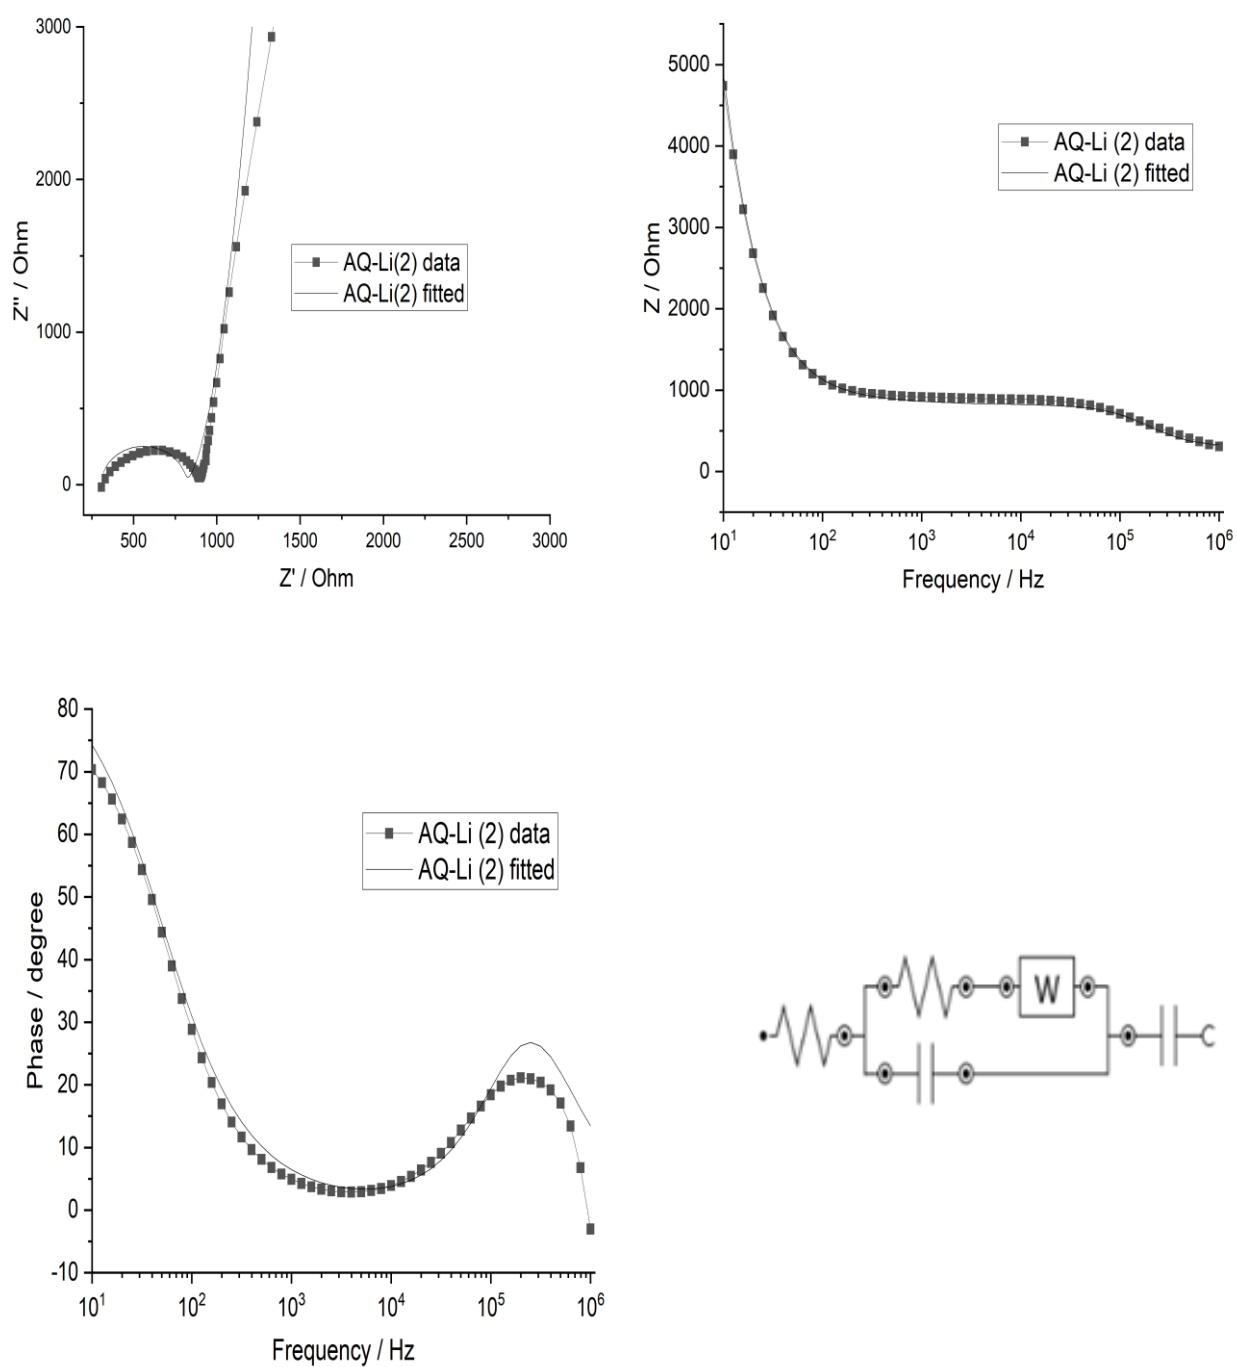 3000
2000
1000
0
Z'' / Ohm
AQ-Li(2) data
AQ-Li(2) fitted
500 1000 1500 2000 2500 3000
Z' / Ohm
5000
4000
3000
2000
1000
0
Z / Ohm
AQ-Li (2) data
AQ-Li (2) fitted
10¹ 10² 10³ 10⁴ 10⁵ 10⁶
Frequency / Hz
80
70
60
50
40
30
20
10
0
-10
Phase / degree
AQ-Li (2) data
AQ-Li (2) fitted
10¹ 10² 10³ 10⁴ 10⁵ 10⁶
Frequency / Hz
W